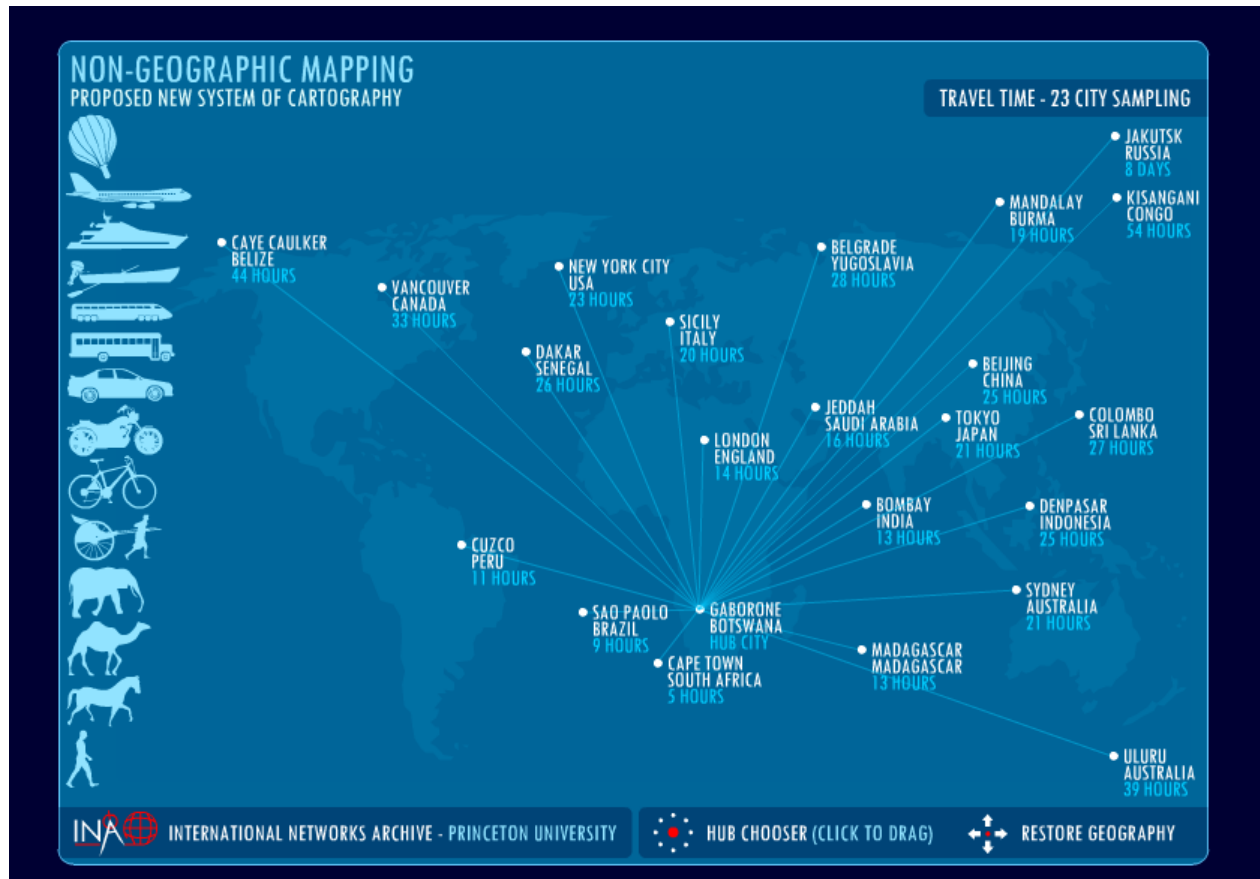 NON-GEOGRAPHIC MAPPING
PROPOSED NEW SYSTEM OF CARTOGRAPHY
TRAVEL TIME - 23 CITY SAMPLING
JAKUTSK
RUSSIA
8 DAYS
MANDALAY
BURMA
19 HOURS
KISANGANI
CONGO
54 HOURS
CAYE CAULKER
BELIZE
44 HOURS
VANCOUVER
CANADA
33 HOURS
NEW YORK CITY
USA
23 HOURS
BELGRADE
YUGOSLAVIA
28 HOURS
SICILY
ITALY
20 HOURS
DAKAR
SENEGAL
26 HOURS
BEIJING
CHINA
25 HOURS
JEDDAH
SAUDI ARABIA
16 HOURS
TOKYO
JAPAN
21 HOURS
COLOMBO
SRI LANKA
27 HOURS
LONDON
ENGLAND
14 HOURS
BOMBAY
INDIA
13 HOURS
DENPASAR
INDONESIA
25 HOURS
CUZCO
PERU
11 HOURS
SAO PAOLO
BRAZIL
9 HOURS
GABORONE
BOTSWANA
HUB CITY
SYDNEY
AUSTRALIA
21 HOURS
CAPE TOWN
SOUTH AFRICA
5 HOURS
MADAGASCAR
MADAGASCAR
13 HOURS
ULURU
AUSTRALIA
39 HOURS
INA INTERNATIONAL NETWORKS ARCHIVE - PRINCETON UNIVERSITY
HUB CHOOSER (CLICK TO DRAG)
RESTORE GEOGRAPHY